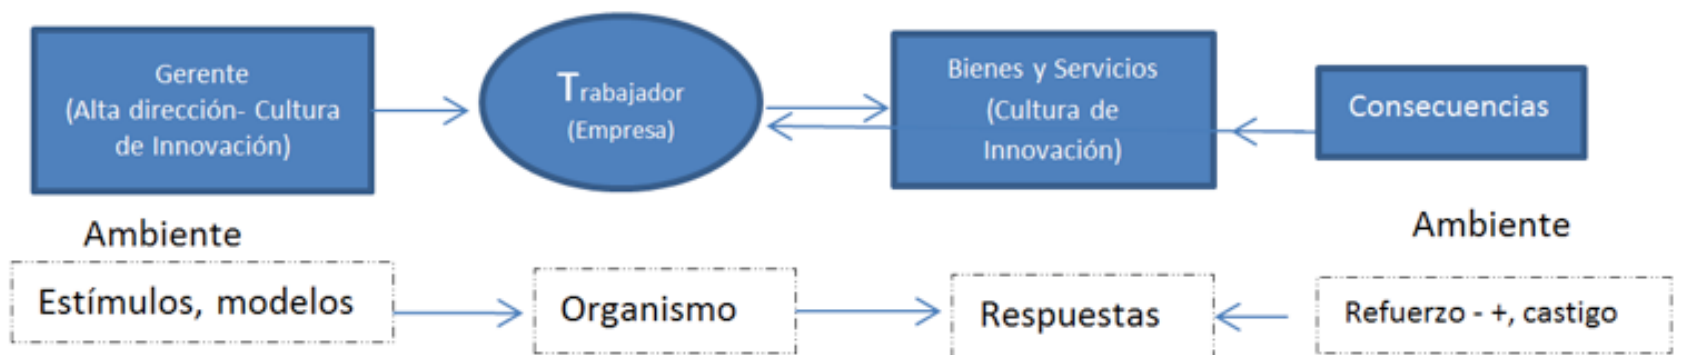 Gerente
(Alta dirección- Cultura
de Innovación)
Trabajador
(Empresa)
Bienes y Servicios
(Cultura de
Innovación)
Consecuencias
Ambiente
Ambiente
Estímulos, modelos
Organismo
Respuestas
Refuerzo - +, castigo